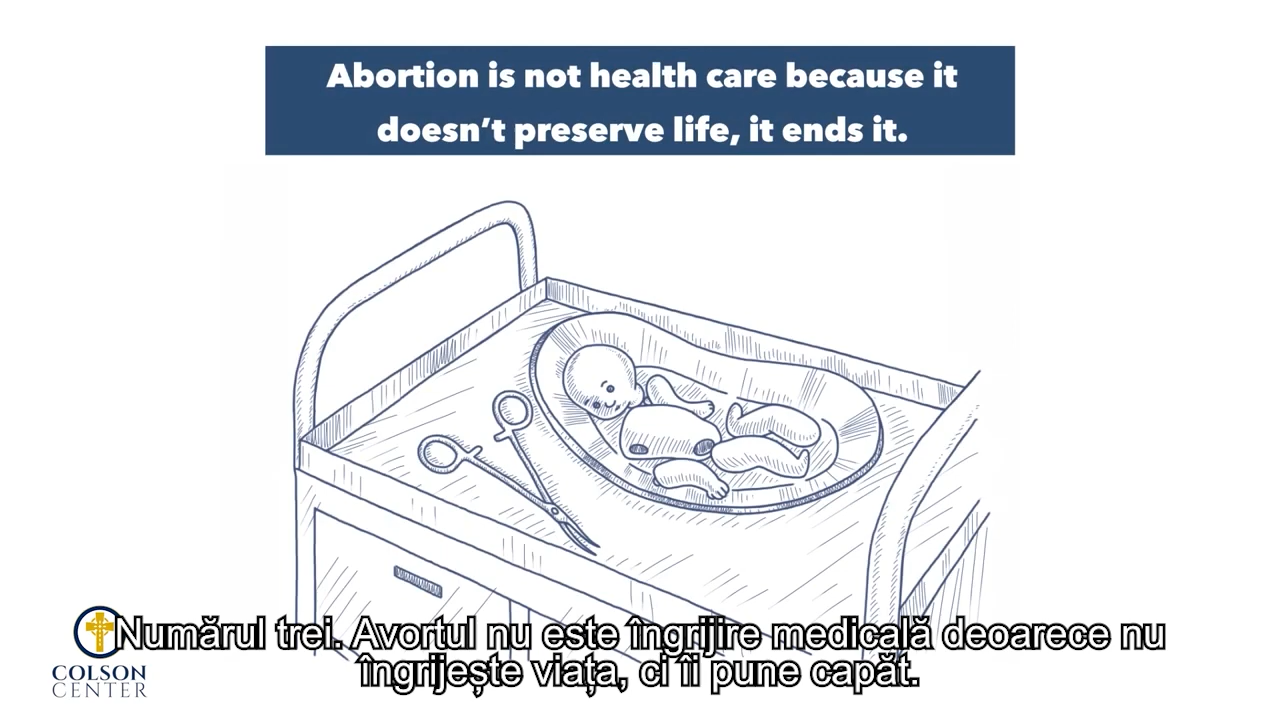 Abortion is not health care because it
doesn’t preserve life, it ends it.
Numărul trei. Avortul nu este îngrijire medicală deoarece nu
îngrijește viața, ci îi pune capăt.
COLSON
CENTER